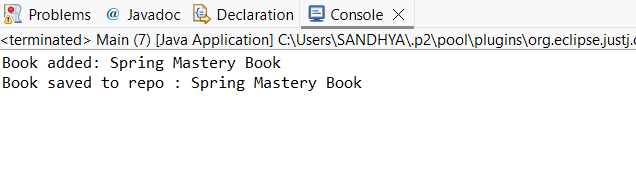 Problems @ Javadoc Declaration Console
<terminated> Main (7) [Java Application] C:\Users\SANDHYA\.p2\pool\plugins\org.eclipse.justj.
Book added: Spring Mastery Book
Book saved to repo : Spring Mastery Book